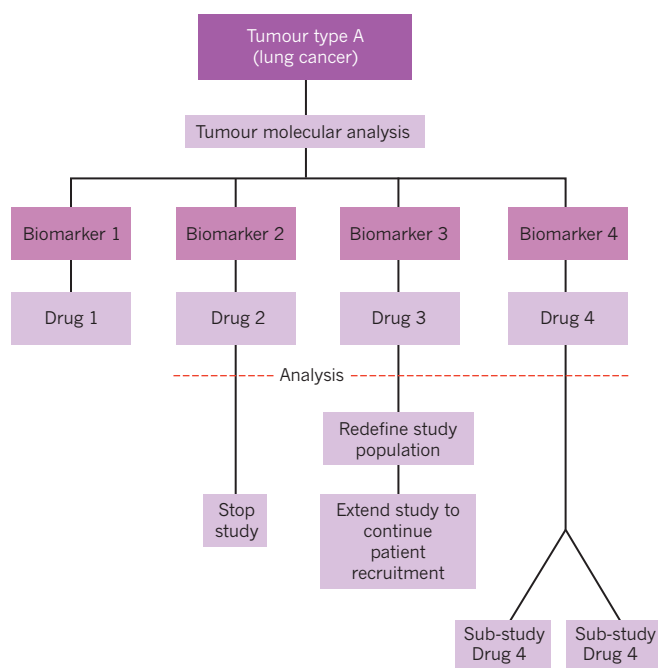 Tumour type A
(lung cancer)
Tumour molecular analysis
Biomarker 1
Biomarker 2
Biomarker 3
Biomarker 4
Drug 1
Drug 2
Drug 3
Drug 4
Analysis
Redefine study
population
Stop
study
Extend study to
continue
patient
recruitment
Sub-study
Drug 4
Sub-study
Drug 4